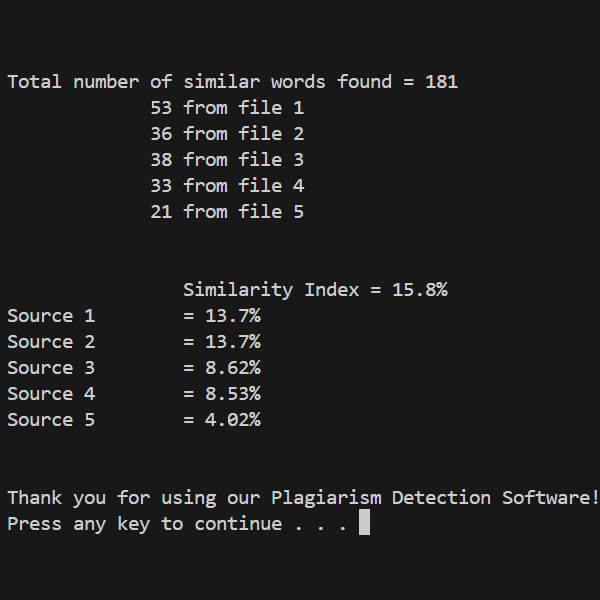 Total number of similar words found = 181
53 from file 1
36 from file 2
38 from file 3
33 from file 4
21 from file 5
Similarity Index = 15.8%
Source 1 = 13.7%
Source 2 = 13.7%
Source 3 = 8.62%
Source 4 = 8.53%
Source 5 = 4.02%
Thank you for using our Plagiarism Detection Software!
Press any key to continue . . .